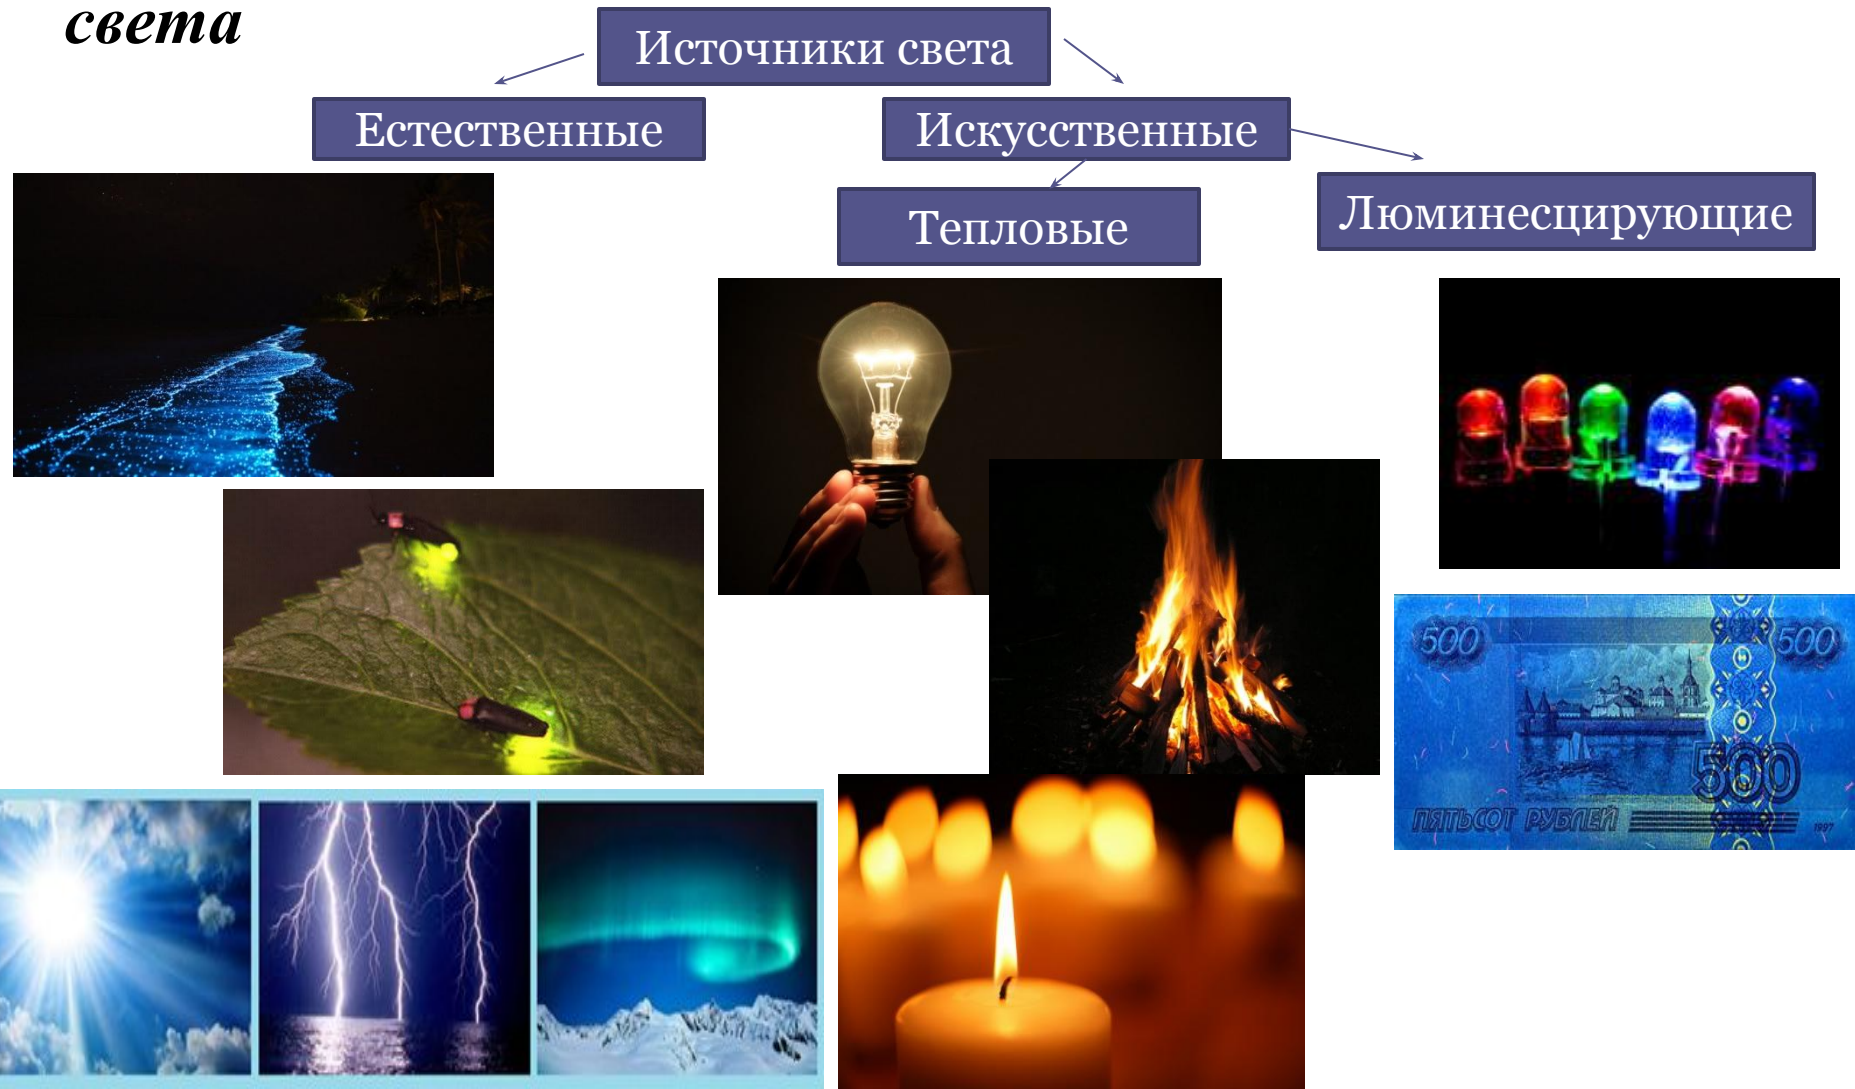 света
Источники света
Естественные
Искусственные
Тепловые
Люминесцирующие
500
500
500
ПЯТЬСОТ РУБЛЕЙ
1997